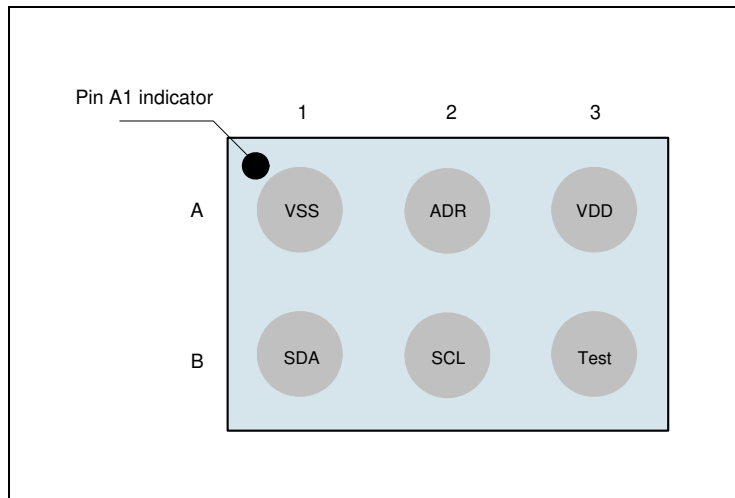 Pin A1 indicator
1 2 3
A VSS ADR VDD
B SDA SCL Test